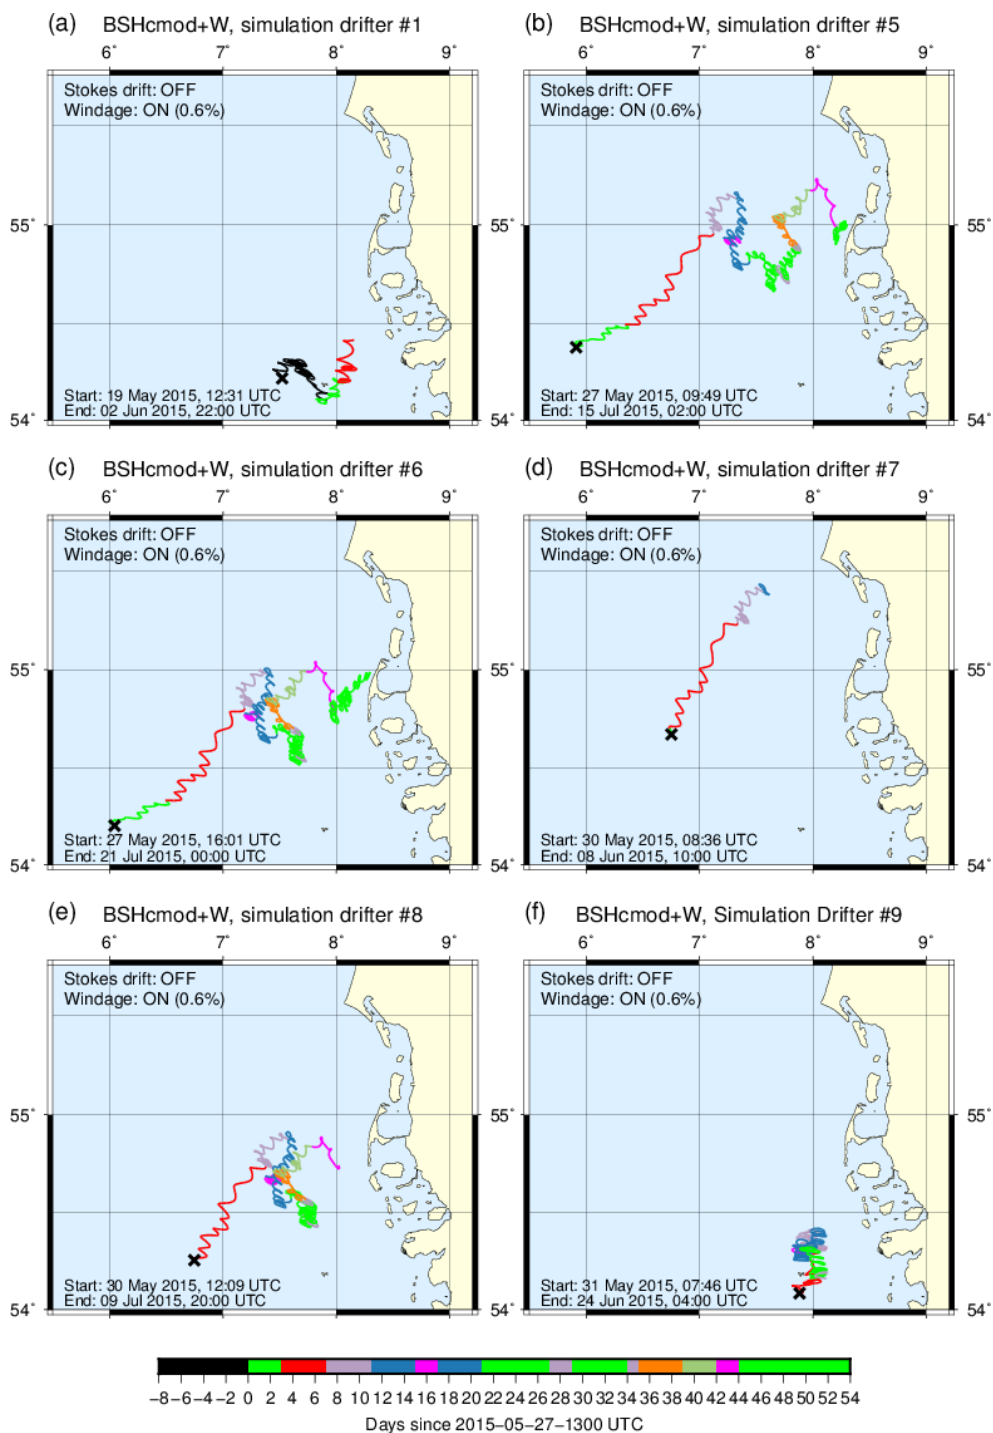 (a) BSHcmod+W, simulation drifter #1
6° 7° 8° 9°
Stokes drift: OFF
Windage: ON (0.6%)
55°
54°
Start: 19 May 2015, 12:31 UTC
End: 02 Jun 2015, 22:00 UTC
(b) BSHcmod+W, simulation drifter #5
6° 7° 8° 9°
Stokes drift: OFF
Windage: ON (0.6%)
55° 55°
54° 54°
Start: 27 May 2015, 09:49 UTC
End: 15 Jul 2015, 02:00 UTC
(c) BSHcmod+W, simulation drifter #6
6° 7° 8° 9°
Stokes drift: OFF
Windage: ON (0.6%)
55°
54°
Start: 27 May 2015, 16:01 UTC
End: 21 Jul 2015, 00:00 UTC
(d) BSHcmod+W, simulation drifter #7
6° 7° 8° 9°
Stokes drift: OFF
Windage: ON (0.6%)
55° 55°
54° 54°
Start: 30 May 2015, 08:36 UTC
End: 08 Jun 2015, 10:00 UTC
(e) BSHcmod+W, simulation drifter #8
6° 7° 8° 9°
Stokes drift: OFF
Windage: ON (0.6%)
55°
54°
Start: 30 May 2015, 12:09 UTC
End: 09 Jul 2015, 20:00 UTC
(f) BSHcmod+W, Simulation Drifter #9
6° 7° 8° 9°
Stokes drift: OFF
Windage: ON (0.6%)
55° 55°
54° 54°
Start: 31 May 2015, 07:46 UTC
End: 24 Jun 2015, 04:00 UTC
−8 −6 −4 −2 0 2 4 6 8 10 12 14 16 18 20 22 24 26 28 30 32 34 36 38 40 42 44 46 48 50 52 54
Days since 2015−05−27−1300 UTC